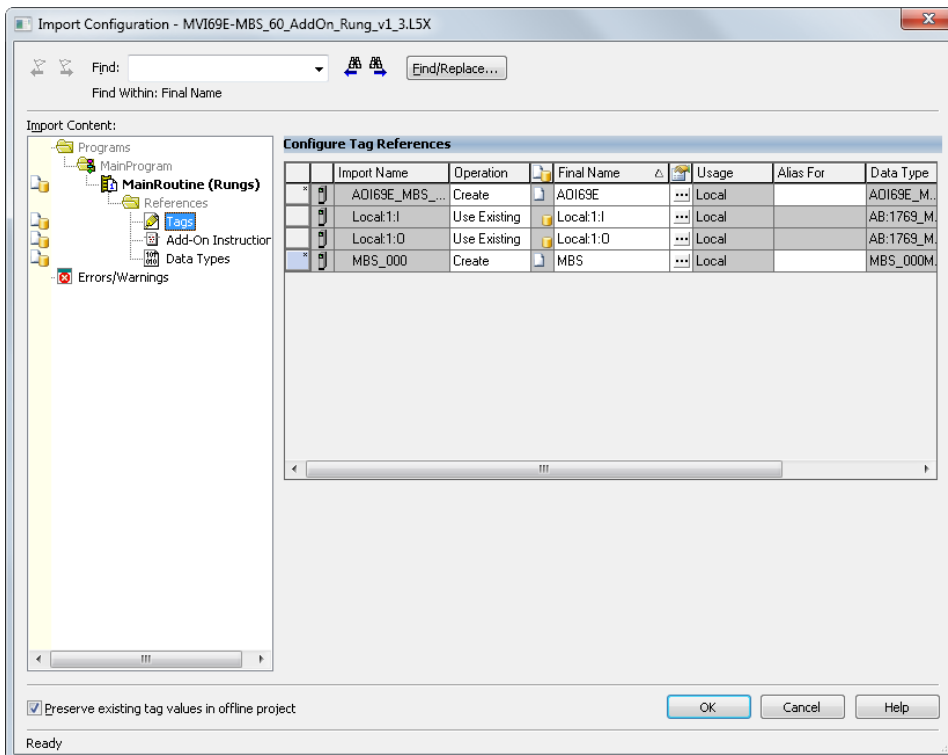 Import Configuration - MVI69E-MBS_60_AddOn_Rung_v1_3.L5X
Find:
Find/Replace...
Find Within: Final Name
Import Content:
Programs
MainProgram
MainRoutine (Rungs)
References
Tags
Add-On Instruction
Data Types
Errors/Warnings
Configure Tag References
Import Name Operation Final Name Usage Alias For Data Type
AOI69E_MBS_... Create AOI69E ... Local AOI69E_M...
Local:1:I Use Existing Local:1:I ... Local AB:1769_M...
Local:1:O Use Existing Local:1:O ... Local AB:1769_M...
MBS_000 Create MBS ... Local MBS_000M...
Preserve existing tag values in offline project
OK Cancel Help
Ready